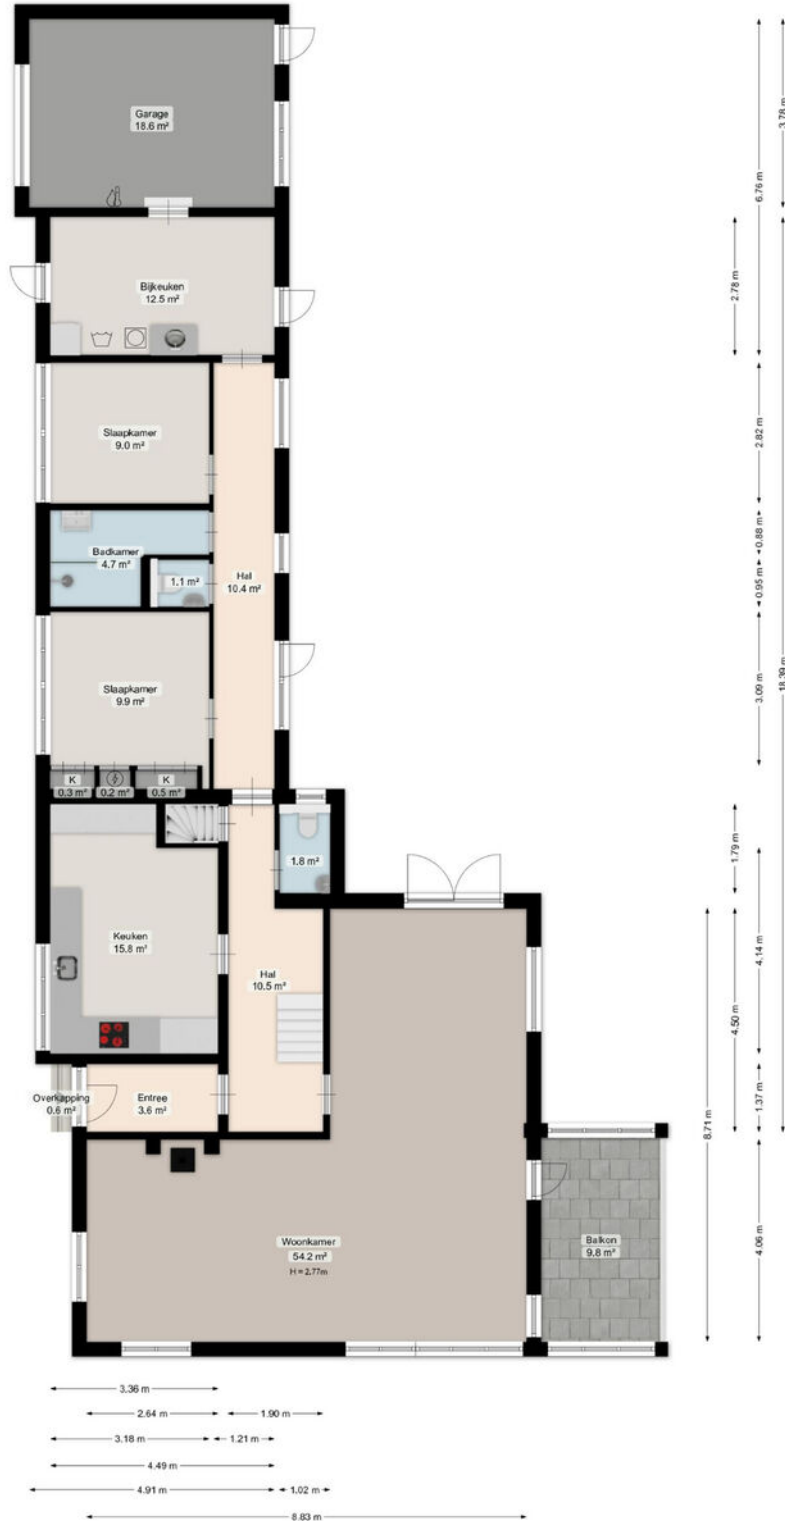 Garage
18.6 m²
Bijkeuken
12.5 m²
Slaapkamer
9.0 m²
Badkamer
4.7 m²
1.1 m²
Hal
10.4 m²
Slaapkamer
9.9 m²
K
0.3 m²
0.2 m²
K
0.5 m²
1.8 m²
Keuken
15.8 m²
Hal
10.5 m²
Overkapping
0.6 m²
Entree
3.6 m²
Woonkamer
54.2 m²
H = 2.77m
Balkon
9.8 m²
3.78 m
6.76 m
2.78 m
2.82 m
0.88 m
0.95 m
3.09 m
18.39 m
1.79 m
4.14 m
4.50 m
1.37 m
8.71 m
4.06 m
3.36 m
2.64 m
1.90 m
3.18 m
1.21 m
4.49 m
4.91 m
1.02 m
8.83 m